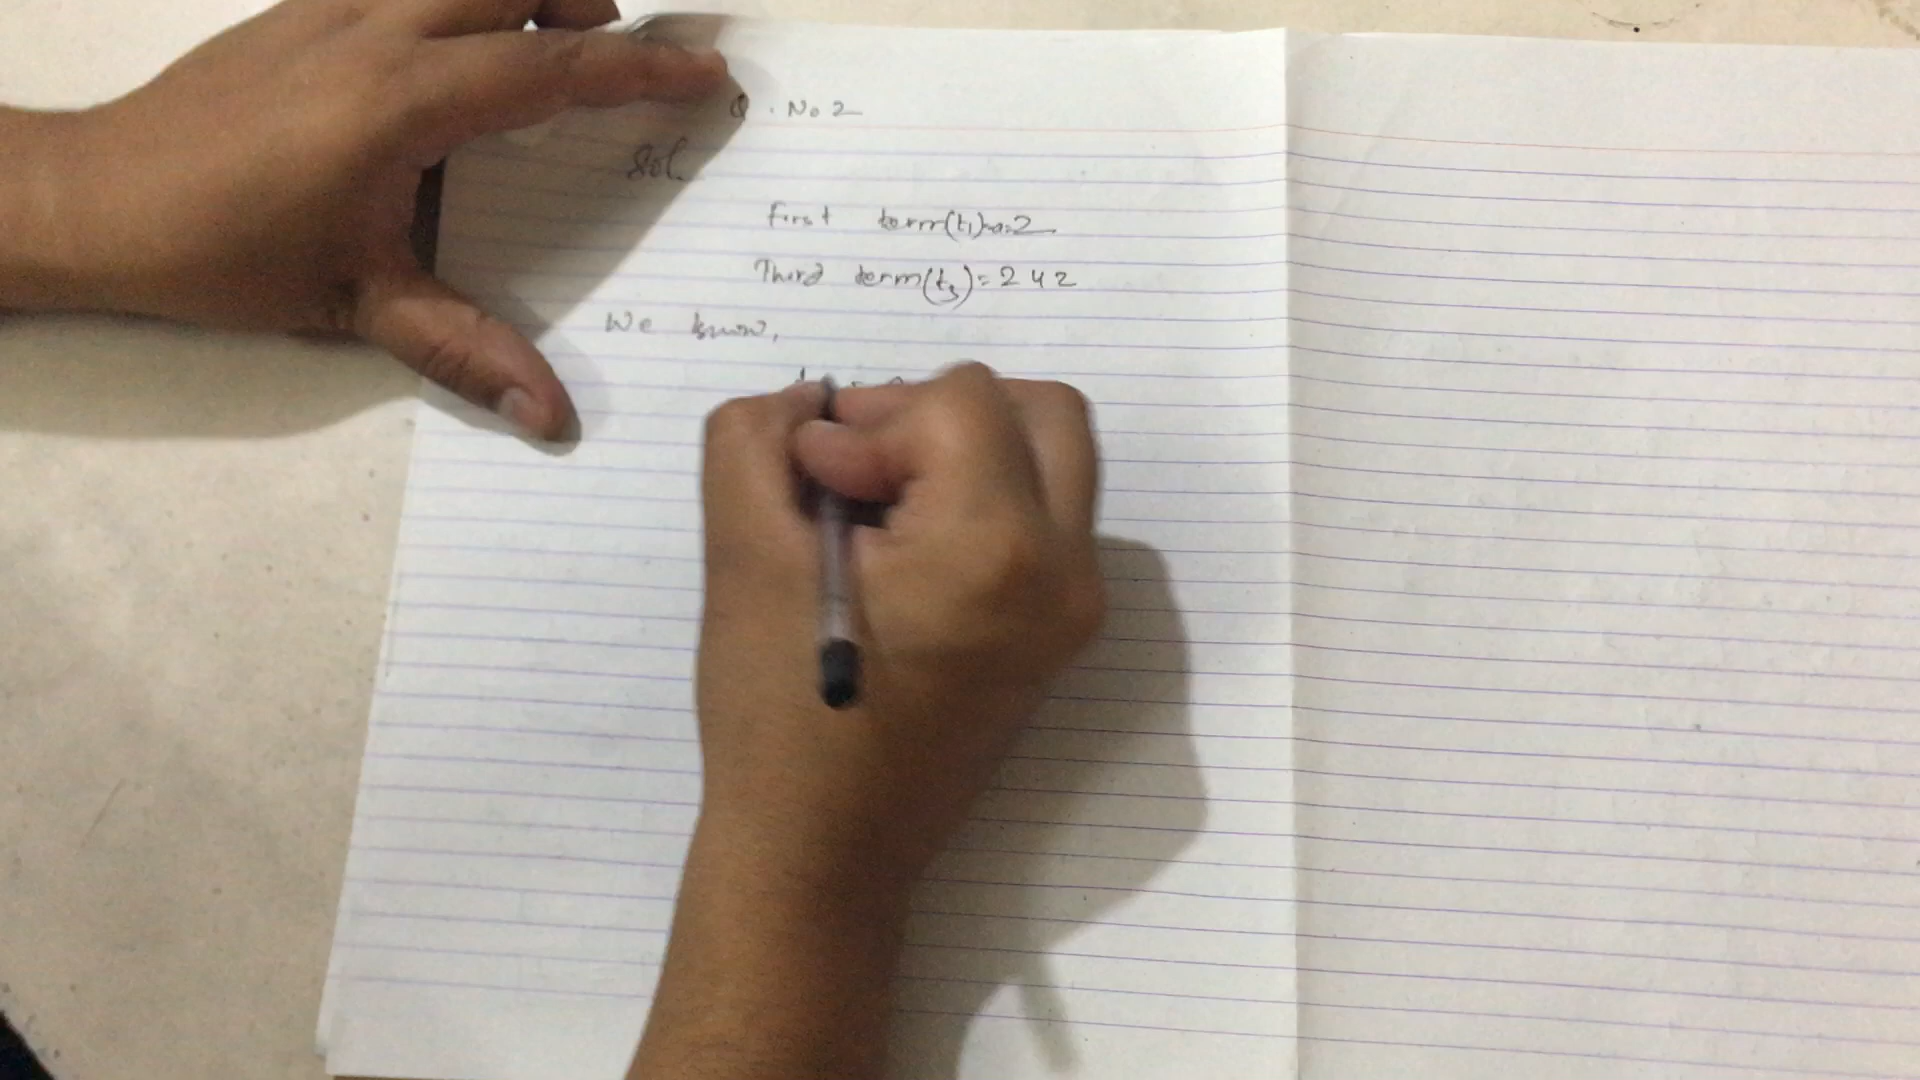 Q. No 2
Sol.
First term(t₁)=a=2
Third term(t₃)=242
We know,